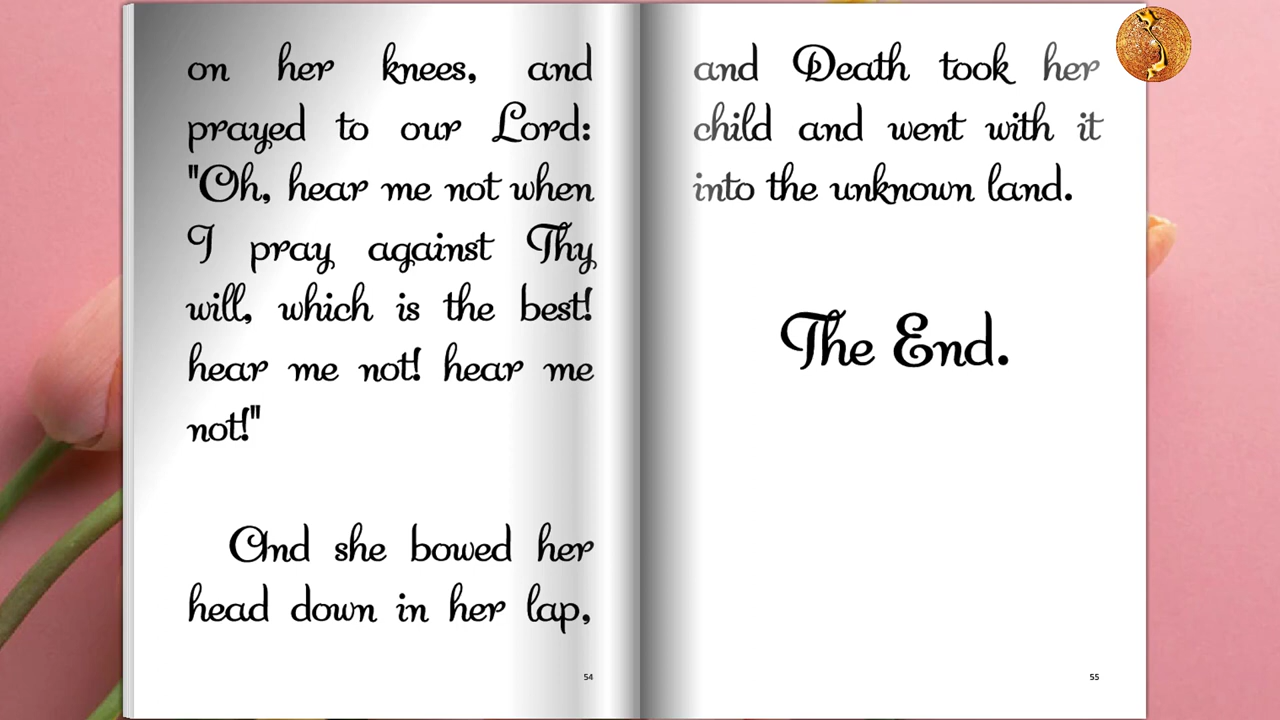 on her knees, and
prayed to our Lord:
"Oh, hear me not when
I pray against Thy
will, which is the best!
hear me not! hear me
not!"
And she bowed her
head down in her lap,
54
and Death took her
child and went with it
into the unknown land.
The End.
55